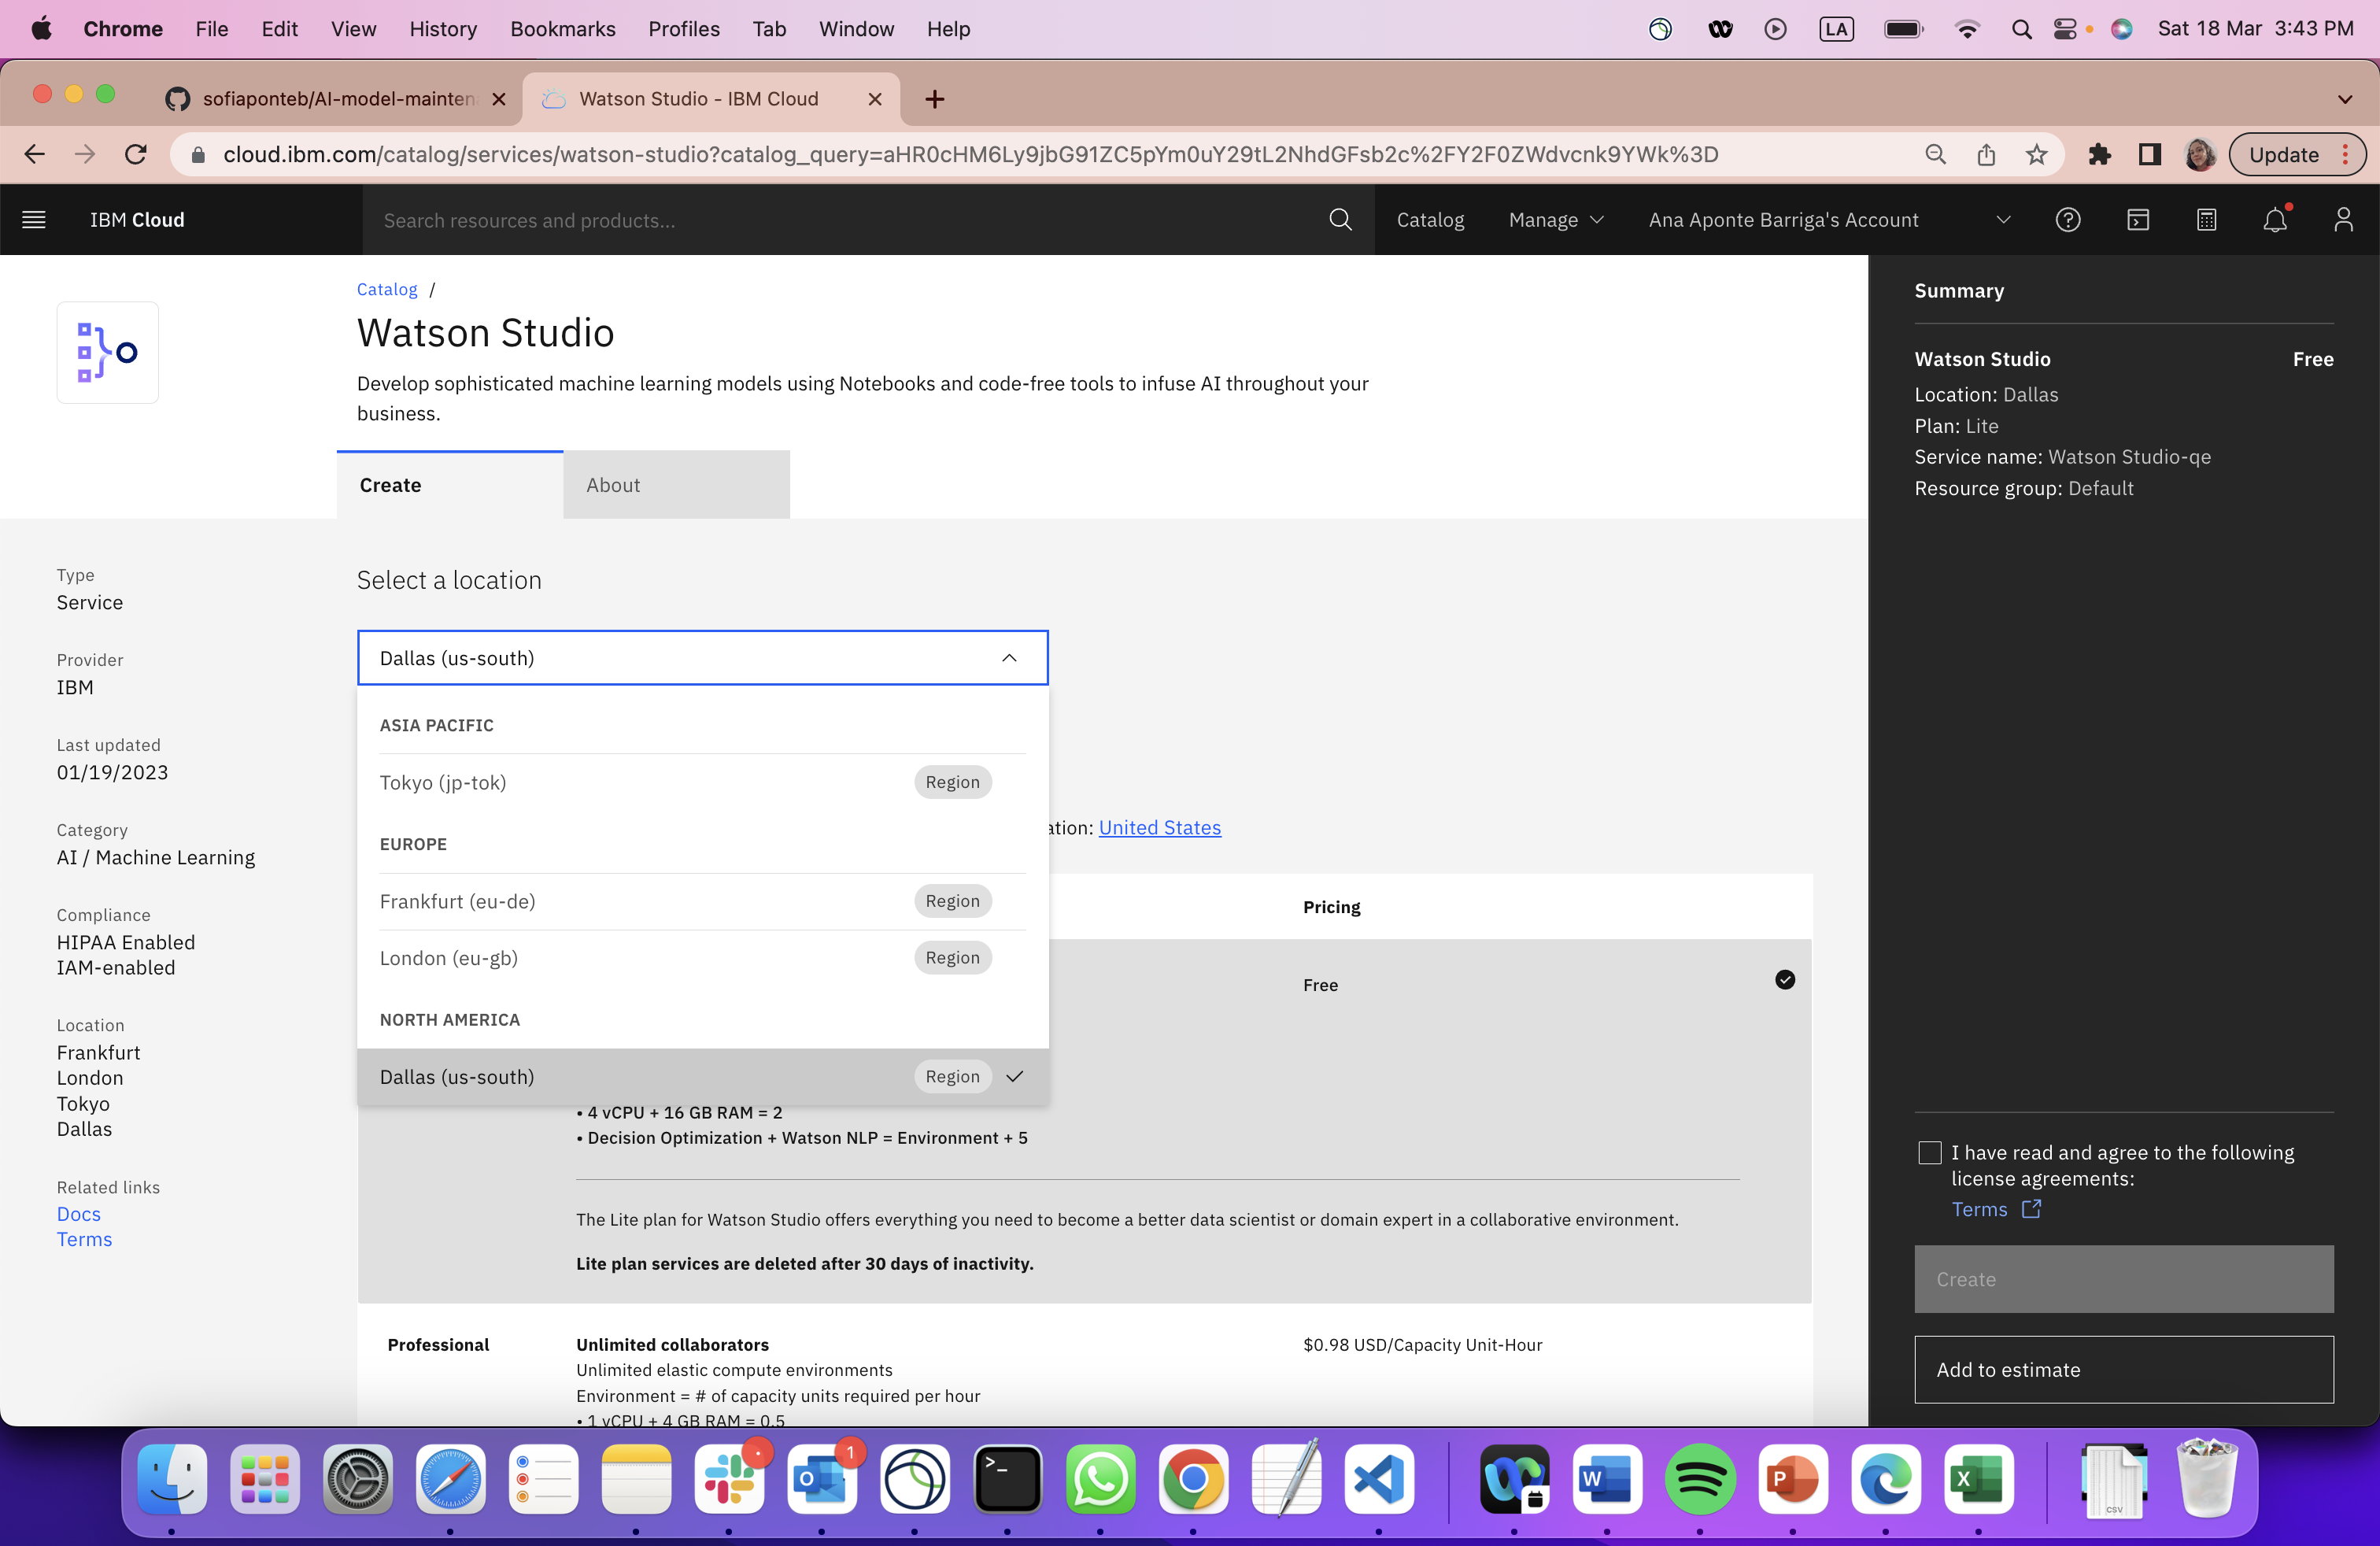 Chrome File Edit View History Bookmarks Profiles Tab Window Help
LA Sat 18 Mar 3:43 PM
sofiaponteb/AI-model-mainten
Watson Studio - IBM Cloud
cloud.ibm.com/catalog/services/watson-studio?catalog_query=aHR0cHM6Ly9jbG91ZC5pYm0uY29tL2NhdGFsb2c%2FY2F0ZWdvcnk9YWk%3D
Update
IBM Cloud
Search resources and products...
Catalog
Manage
Ana Aponte Barriga's Account
Catalog /
Watson Studio
Develop sophisticated machine learning models using Notebooks and code-free tools to infuse AI throughout your
business.
Create
About
Type
Service
Provider
IBM
Last updated
01/19/2023
Category
AI / Machine Learning
Compliance
HIPAA Enabled
IAM-enabled
Location
Frankfurt
London
Tokyo
Dallas
Related links
Docs
Terms
Select a location
Dallas (us-south)
ASIA PACIFIC
Tokyo (jp-tok) Region
EUROPE
Frankfurt (eu-de) Region
London (eu-gb) Region
NORTH AMERICA
Dallas (us-south) Region
ation: United States
Pricing
Free
• 4 vCPU + 16 GB RAM = 2
• Decision Optimization + Watson NLP = Environment + 5
The Lite plan for Watson Studio offers everything you need to become a better data scientist or domain expert in a collaborative environment.
Lite plan services are deleted after 30 days of inactivity.
Professional
Unlimited collaborators
$0.98 USD/Capacity Unit-Hour
Unlimited elastic compute environments
Environment = # of capacity units required per hour
• 1 vCPU + 4 GB RAM = 0.5
Summary
Watson Studio Free
Location: Dallas
Plan: Lite
Service name: Watson Studio-qe
Resource group: Default
I have read and agree to the following
license agreements:
Terms
Create
Add to estimate
1
O
>_
W
P
X
CSV